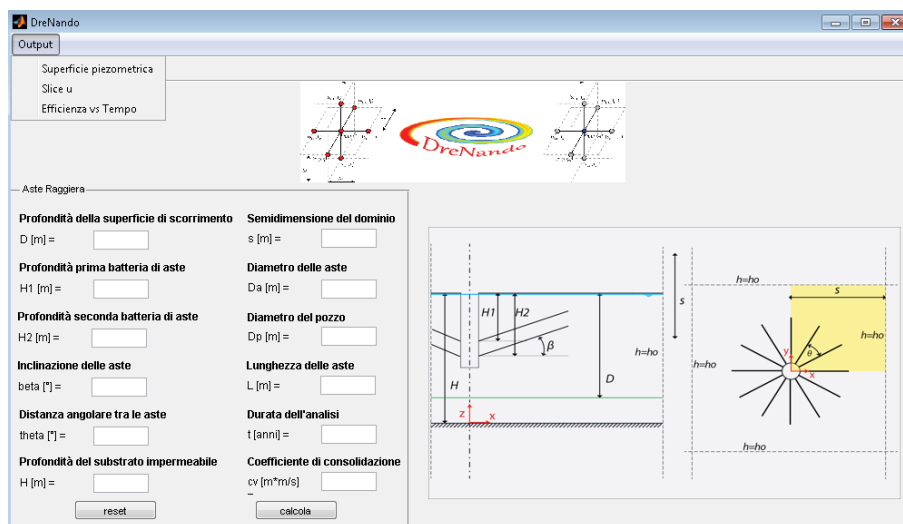 DreNando
Output
Superficie piezometrica
Slice u
Efficienza vs Tempo
DreNando
Aste Raggiera
Profondità della superficie di scorrimento
D [m] =
Semidimensione del dominio
s [m] =
Profondità prima batteria di aste
H1 [m] =
Diametro delle aste
Da [m] =
Profondità seconda batteria di aste
H2 [m] =
Diametro del pozzo
Dp [m] =
Inclinazione delle aste
beta [°] =
Lunghezza delle aste
L [m] =
Distanza angolare tra le aste
theta [°] =
Durata dell'analisi
t [anni] =
Profondità del substrato impermeabile
H [m] =
Coefficiente di consolidazione
cv [m*m/s]
=
reset
calcola
H1
H2
β
H
D
h=ho
z
x
s
h=ho
s
h=ho
h=ho
y
θ
x
h=ho